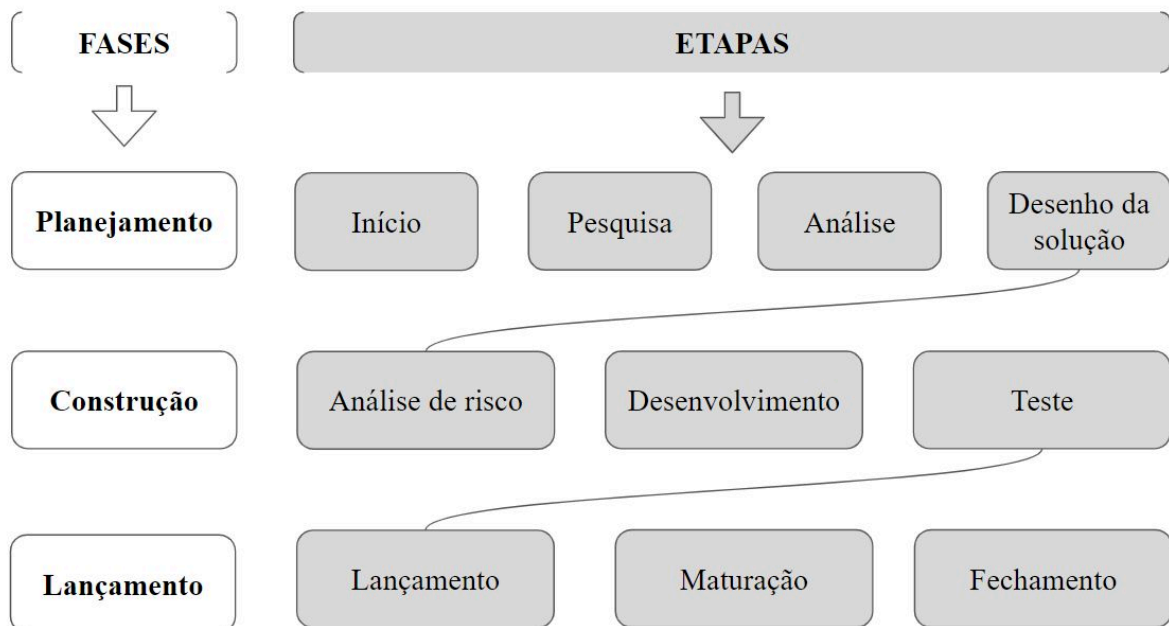 FASES
ETAPAS
Planejamento
Início
Pesquisa
Análise
Desenho da
solução
Construção
Análise de risco
Desenvolvimento
Teste
Lançamento
Lançamento
Maturação
Fechamento